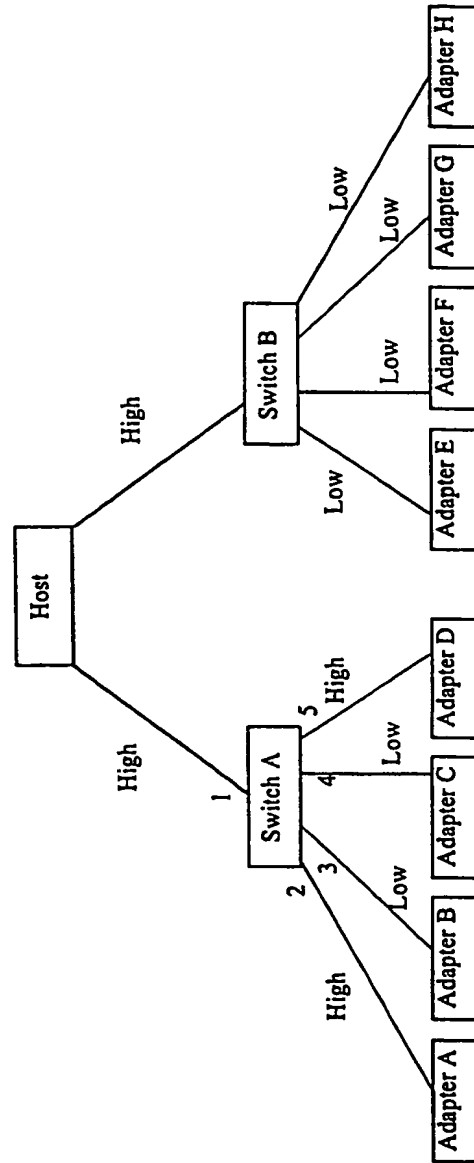 Host
High
High
1
Switch A
Switch B
2
3
4
5
High
Low
Low
High
Low
Low
Low
Low
Adapter A
Adapter B
Adapter C
Adapter D
Adapter E
Adapter F
Adapter G
Adapter H